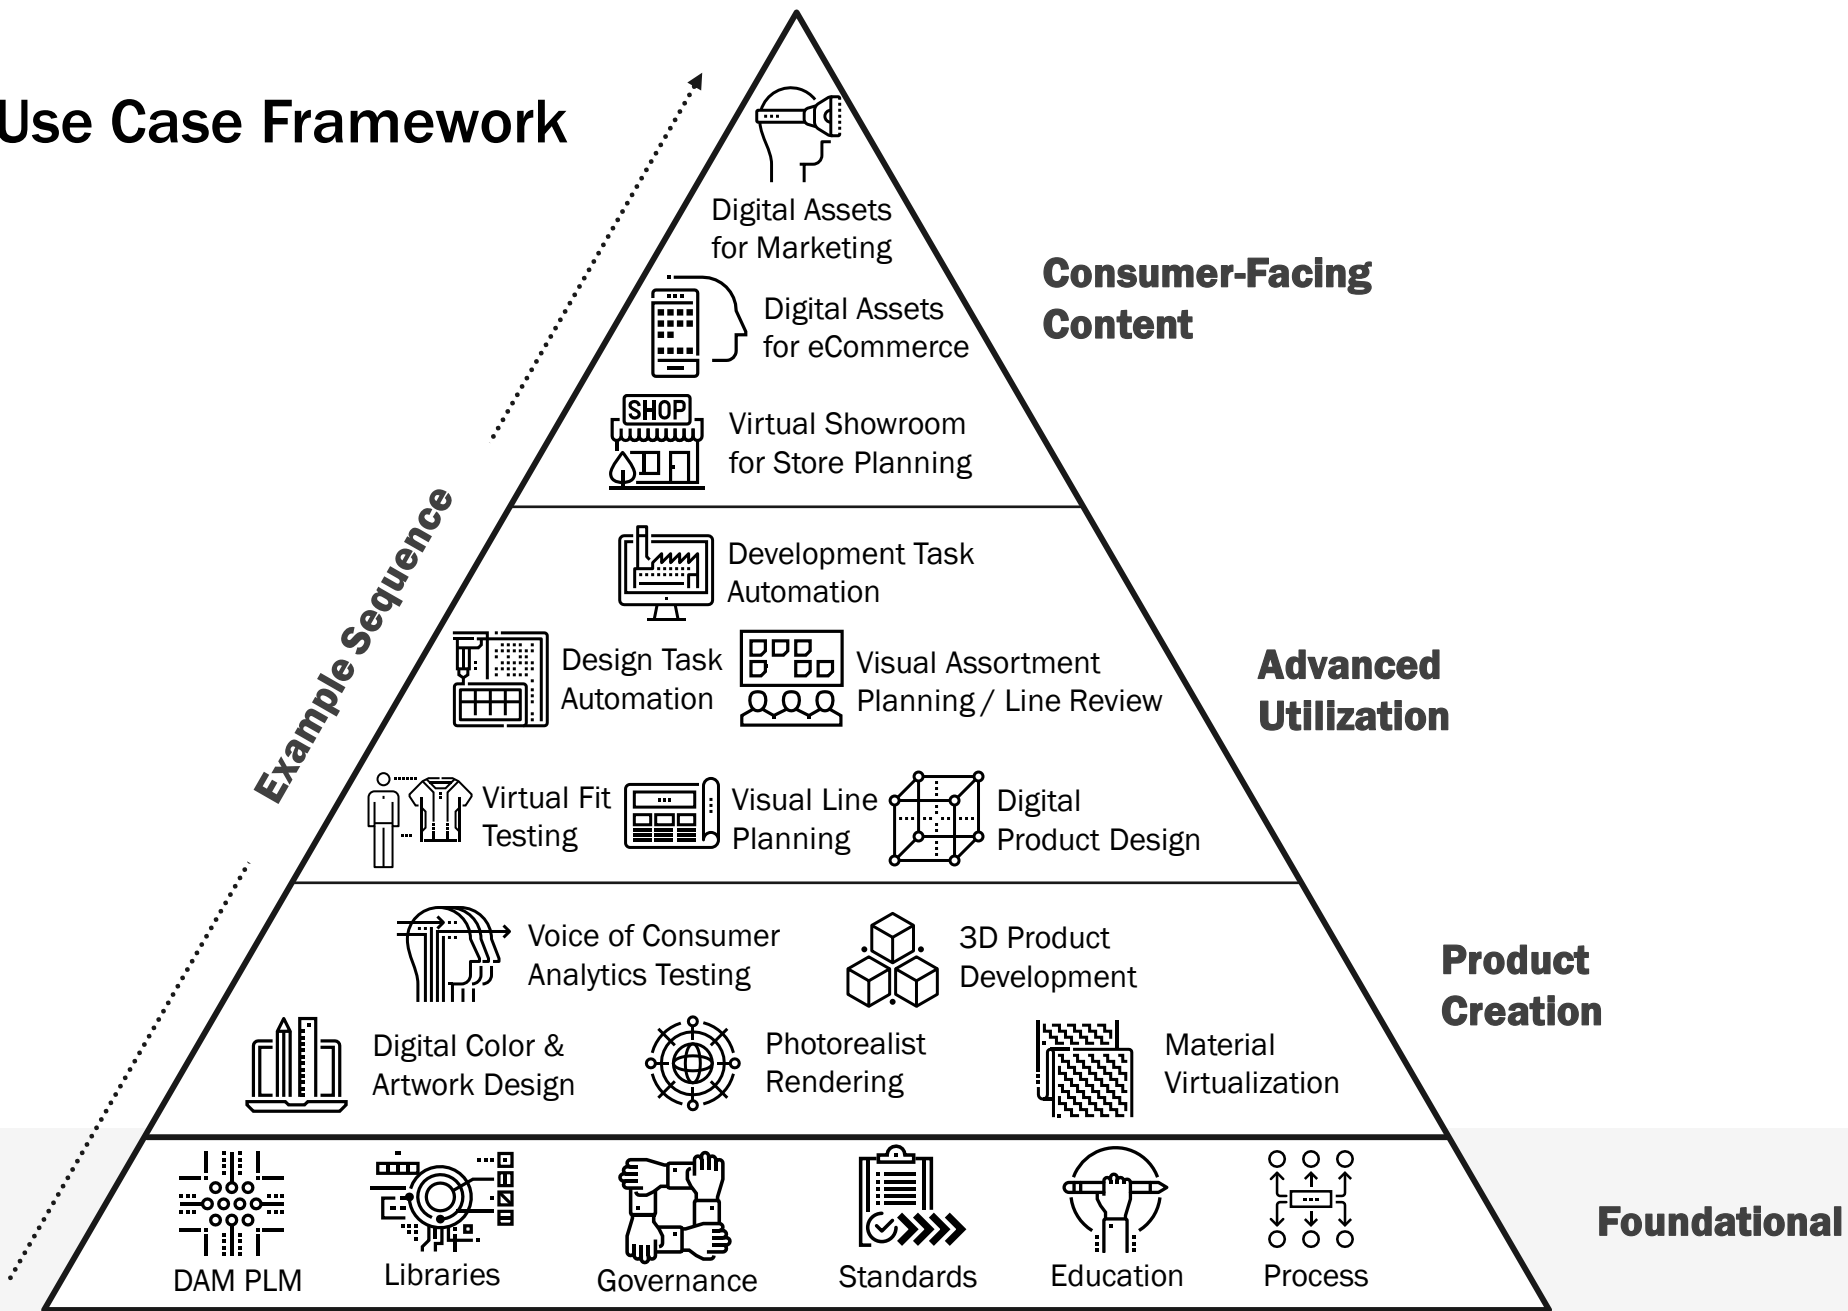 Use Case Framework
Digital Assets
for Marketing
Digital Assets
for eCommerce
SHOP
Virtual Showroom
for Store Planning
Consumer-Facing
Content
Example Sequence
Development Task
Automation
Design Task
Automation
Visual Assortment
Planning / Line Review
Virtual Fit
Testing
Visual Line
Planning
Digital
Product Design
Advanced
Utilization
Voice of Consumer
Analytics Testing
3D Product
Development
Digital Color &
Artwork Design
Photorealist
Rendering
Material
Virtualization
Product
Creation
DAM PLM
Libraries
Governance
Standards
Education
Process
Foundational